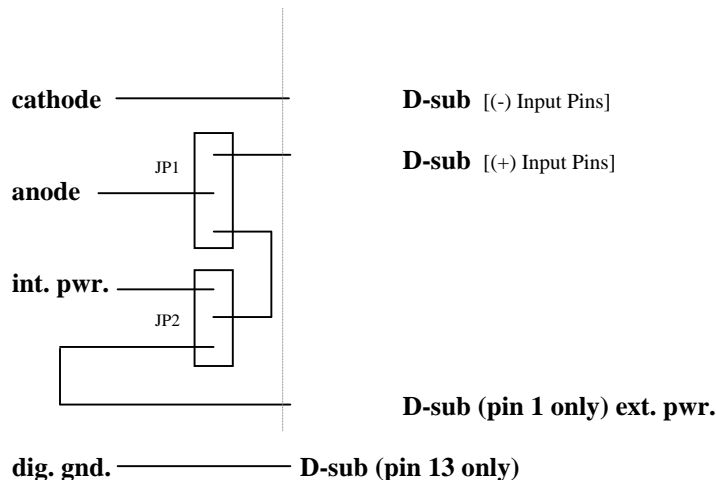 cathode D-sub [(-) Input Pins]
D-sub [(+) Input Pins]
JP1
anode
int. pwr.
JP2
D-sub (pin 1 only) ext. pwr.
dig. gnd. D-sub (pin 13 only)